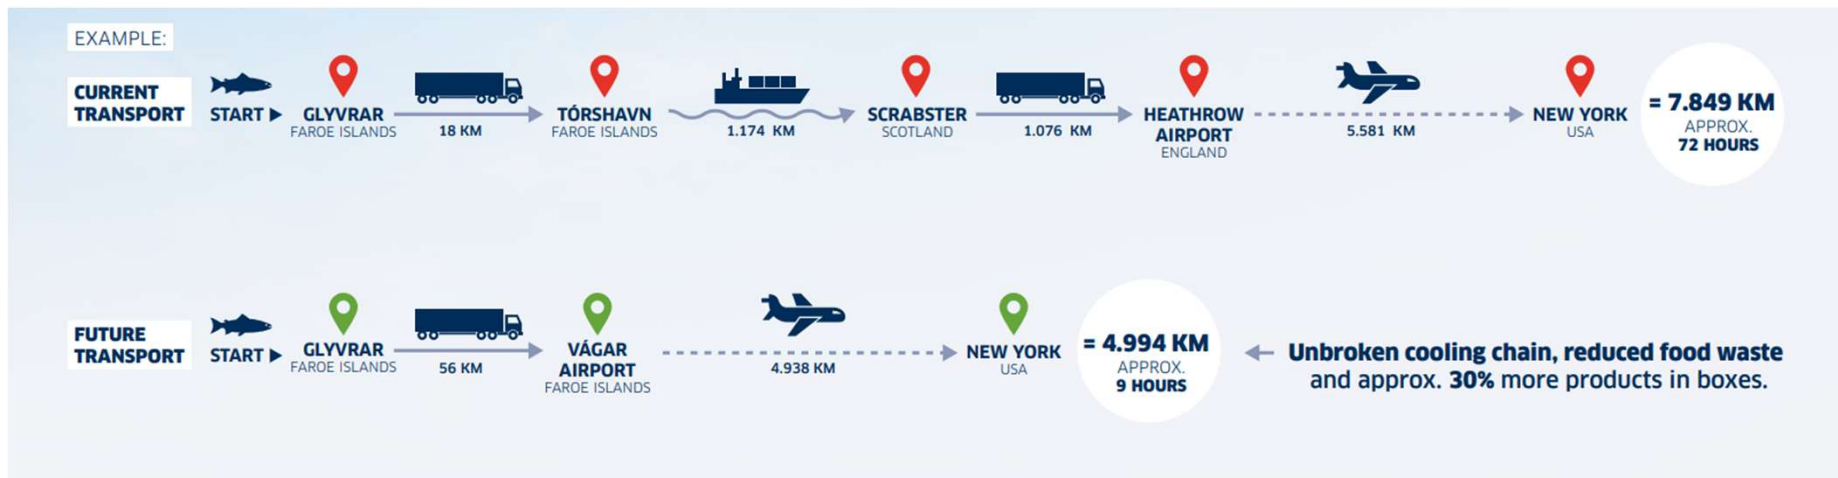 EXAMPLE:
CURRENT
TRANSPORT
START
GLYVRAR
FAROE ISLANDS
18 KM
TÓRSHAVN
FAROE ISLANDS
1.174 KM
SCRABSTER
SCOTLAND
1.076 KM
HEATHROW
AIRPORT
ENGLAND
5.581 KM
NEW YORK
USA
= 7.849 KM
APPROX.
72 HOURS
FUTURE
TRANSPORT
START
GLYVRAR
FAROE ISLANDS
56 KM
VÁGAR
AIRPORT
FAROE ISLANDS
4.938 KM
NEW YORK
USA
= 4.994 KM
APPROX.
9 HOURS
Unbroken cooling chain, reduced food waste
and approx. 30% more products in boxes.